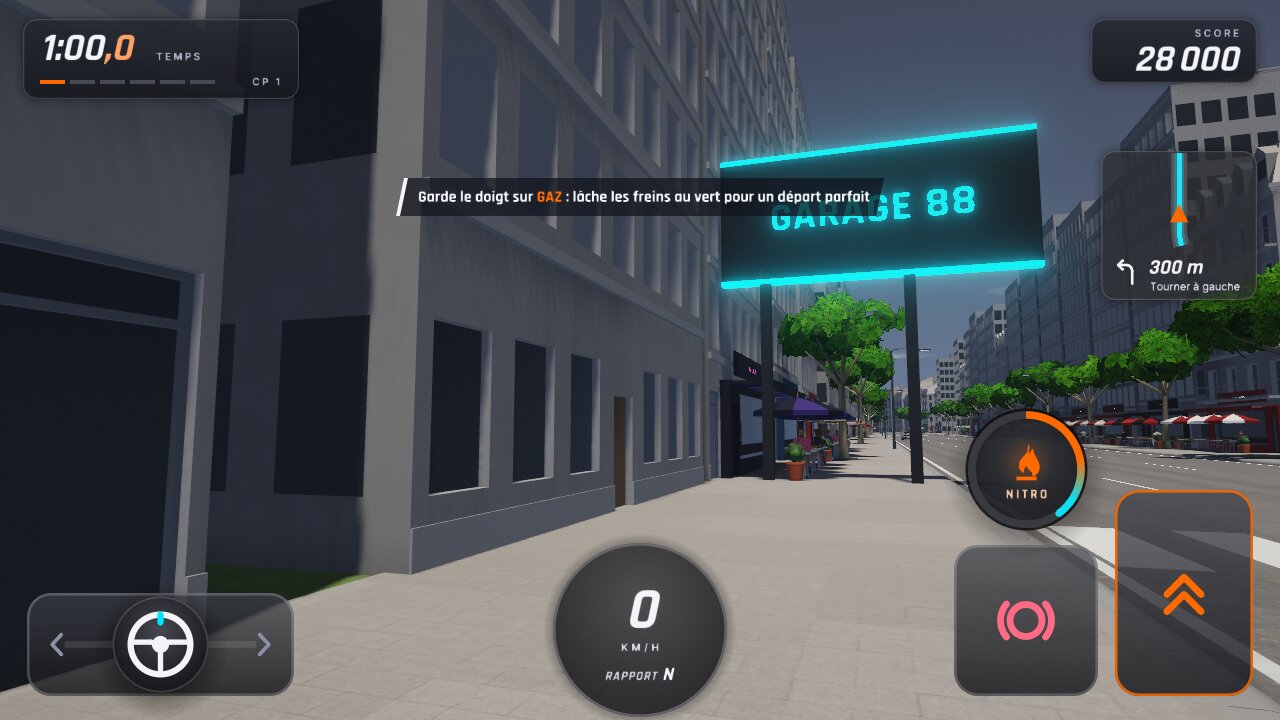 1:00,0 TEMPS
CP 1
SCORE
28 000
Garde le doigt sur GAZ : lâche les freins au vert pour un départ parfait
GARAGE 88
300 m
Tourner à gauche
NITRO
0
KM/H
RAPPORT N